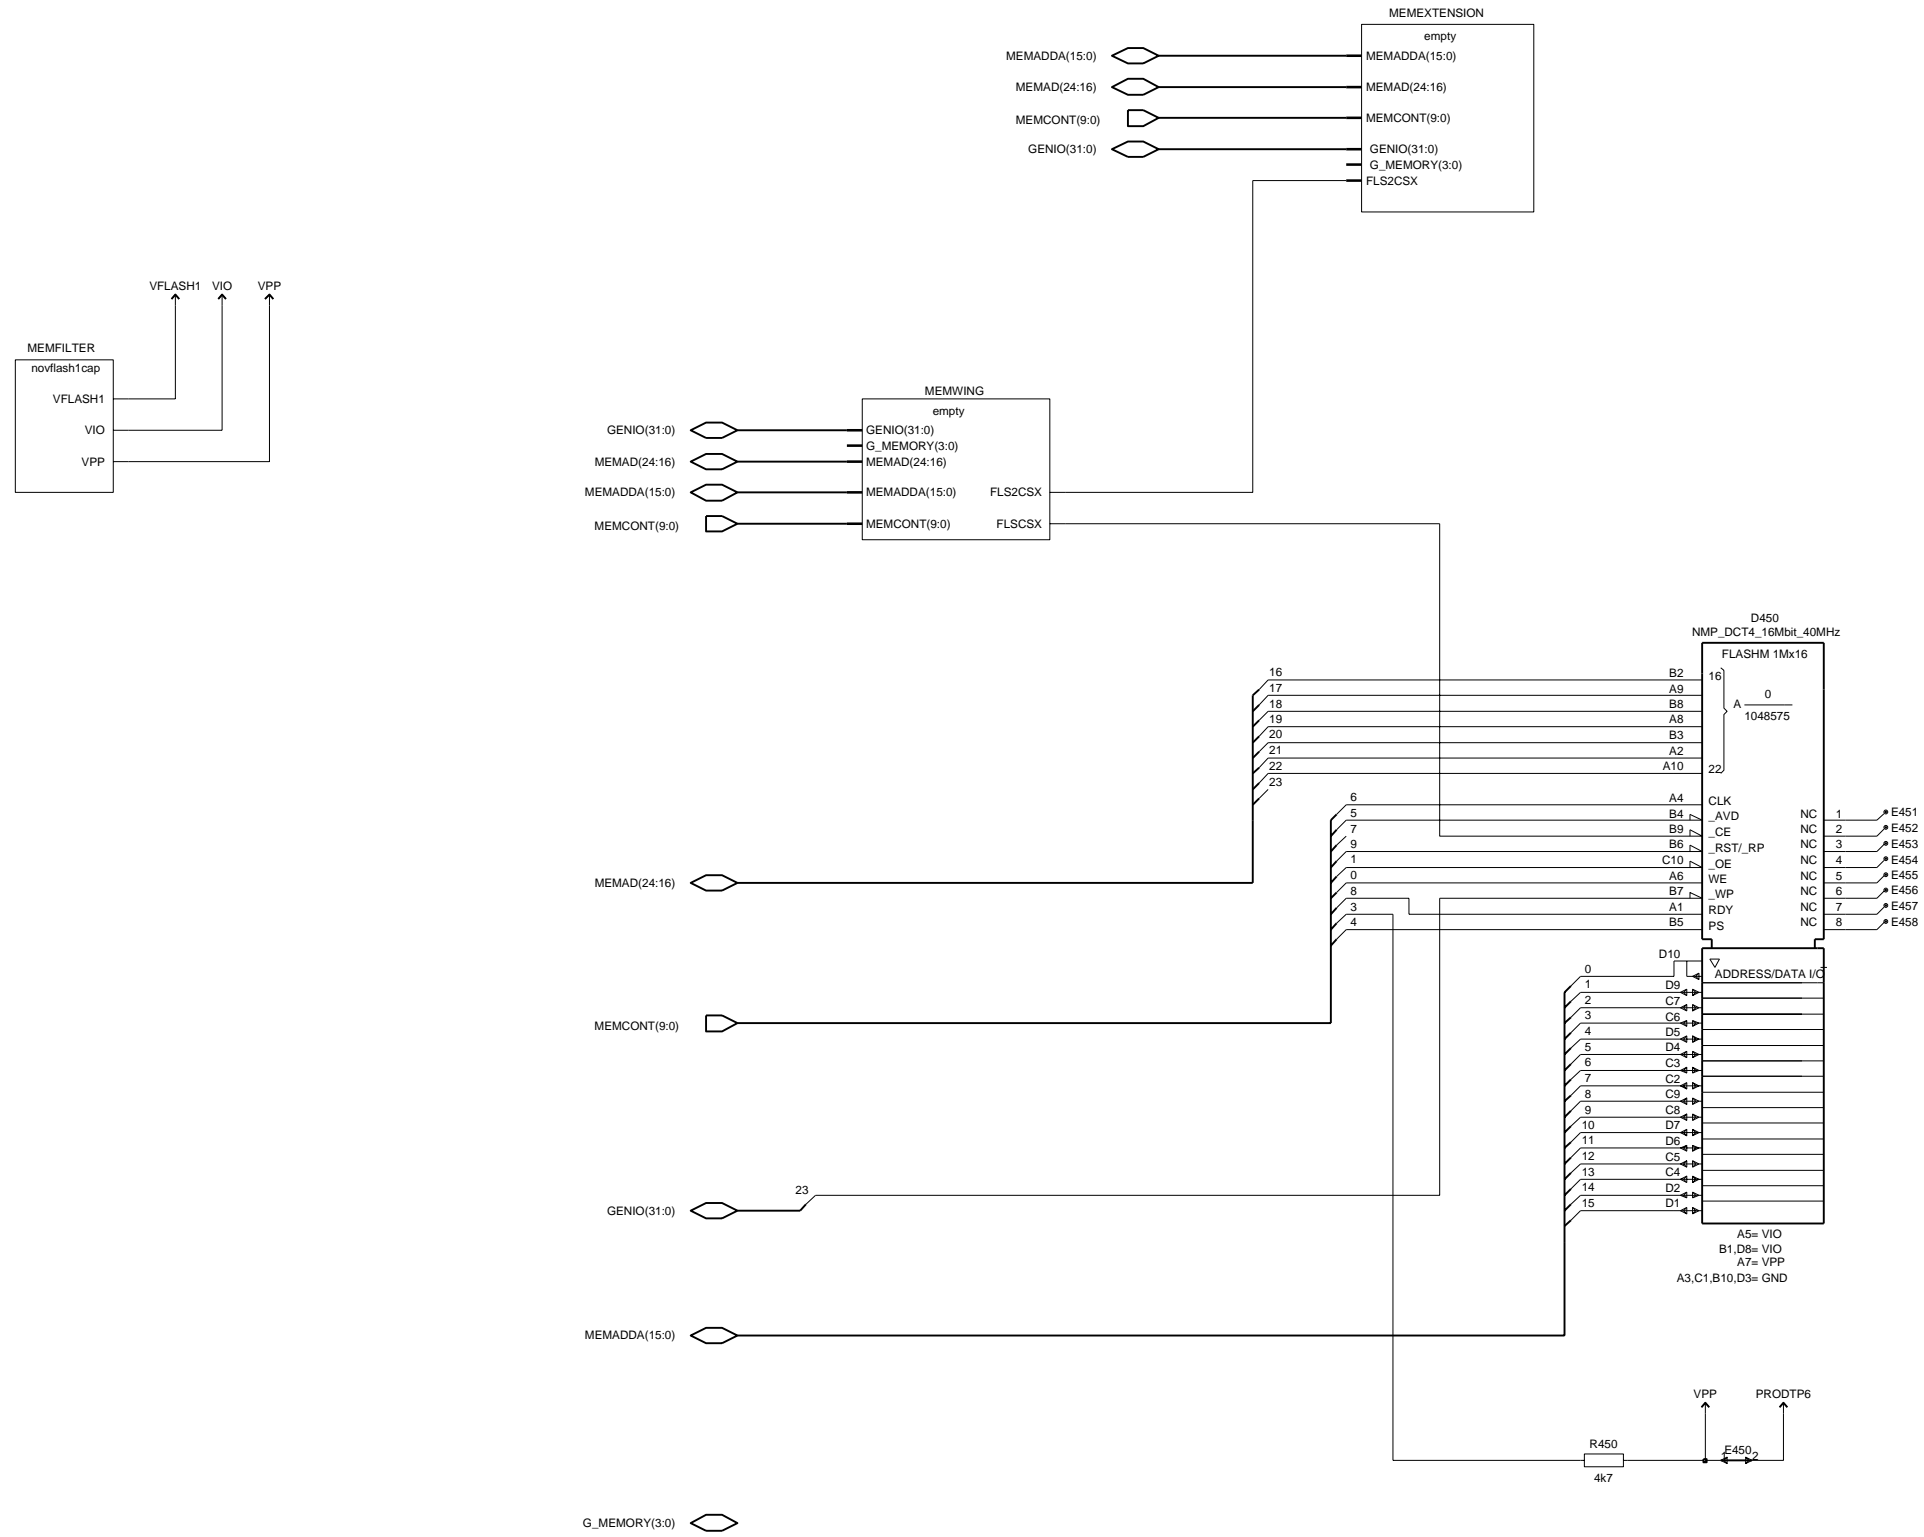 MEMEXTENSION
empty
MEMADDA(15:0) MEMADDA(15:0)
MEMAD(24:16) MEMAD(24:16)
MEMCONT(9:0) MEMCONT(9:0)
GENIO(31:0) GENIO(31:0)
G_MEMORY(3:0)
FLS2CSX
VFLASH1 VIO VPP
MEMFILTER
novflash1cap
VFLASH1
VIO
VPP
MEMWING
empty
GENIO(31:0) GENIO(31:0)
G_MEMORY(3:0)
MEMAD(24:16) MEMAD(24:16)
MEMADDA(15:0) MEMADDA(15:0) FLS2CSX
MEMCONT(9:0) MEMCONT(9:0) FLSCSX
D450
NMP_DCT4_16Mbit_40MHz
FLASHM 1Mx16
16 B2 16
17 A9
18 B8 A 0
19 A8 1048575
20 B3
21 A2
22 A10 22
23
6 A4 CLK
5 B4 _AVD NC 1 E451
7 B9 _CE NC 2 E452
9 B6 _RST/_RP NC 3 E453
1 C10 _OE NC 4 E454
0 A6 WE NC 5 E455
8 B7 _WP NC 6 E456
3 A1 RDY NC 7 E457
4 B5 PS NC 8 E458
MEMAD(24:16)
D10
0 ADDRESS/DATA I/O
1 D9
2 C7
3 C6
4 D5
5 D4
6 C3
7 C2
8 C9
9 C8
10 D7
11 D6
12 C5
13 C4
14 D2
15 D1
MEMCONT(9:0)
23
GENIO(31:0)
A5= VIO
B1,D8= VIO
A7= VPP
A3,C1,B10,D3= GND
MEMADDA(15:0)
VPP PRODTP6
R450 1 E450 2
4k7
G_MEMORY(3:0)